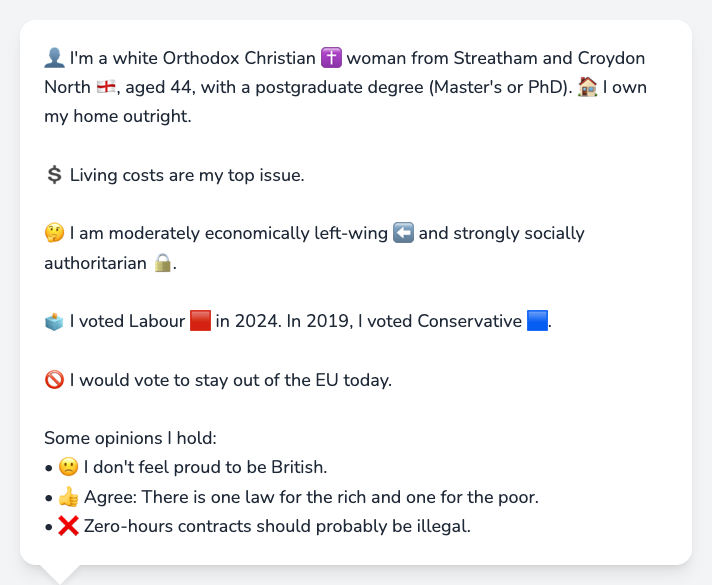 👤 I'm a white Orthodox Christian ✝️ woman from Streatham and Croydon
North 🏴󠁧󠁢󠁥󠁮󠁧󠁿, aged 44, with a postgraduate degree (Master's or PhD). 🏠 I own
my home outright.
💲 Living costs are my top issue.
🤔 I am moderately economically left-wing ⬅️ and strongly socially
authoritarian 🔒.
🗳️ I voted Labour 🟥 in 2024. In 2019, I voted Conservative 🟦.
🚫 I would vote to stay out of the EU today.
Some opinions I hold:
• 🙁 I don't feel proud to be British.
• 👍 Agree: There is one law for the rich and one for the poor.
• ❌ Zero-hours contracts should probably be illegal.